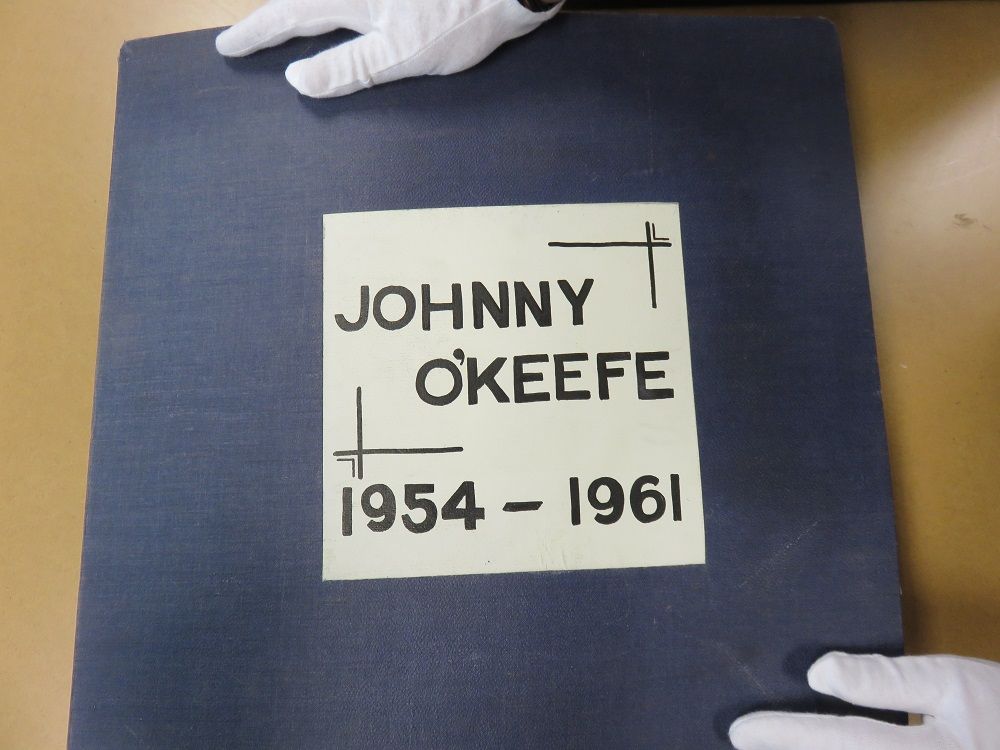 JOHNNY
O'KEEFE
1954 - 1961